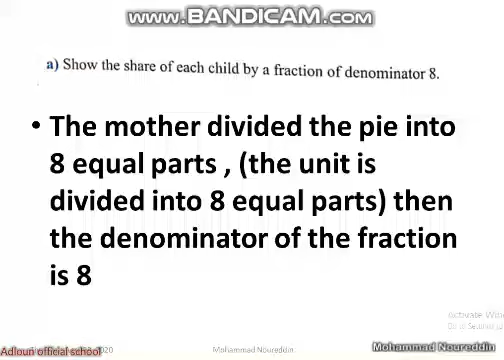 WWW.BANDICAM.COM
a) Show the share of each child by a fraction of denominator 8.
• The mother divided the pie into
8 equal parts , (the unit is
divided into 8 equal parts) then
the denominator of the fraction
is 8
Activate
Adloun official school
2020
Mohammad Noureddin
Mohammad Noureddin